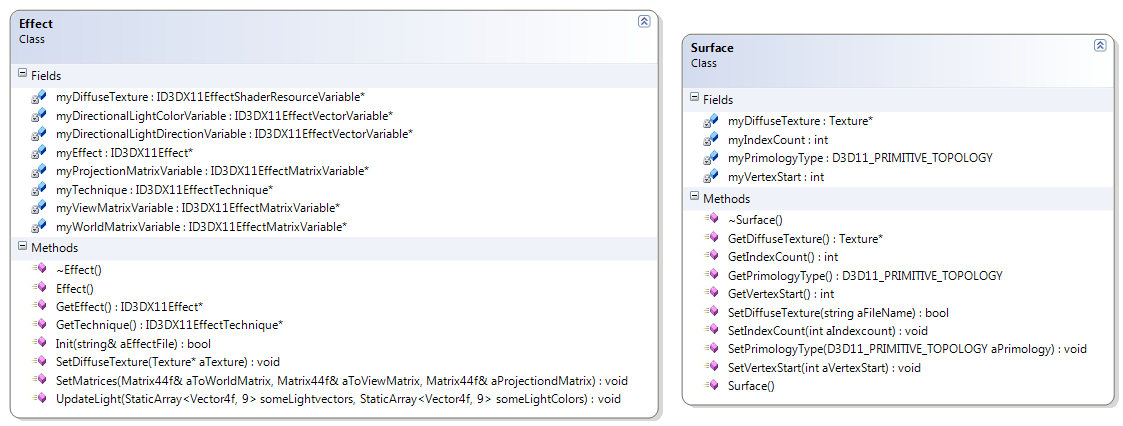 Effect
Class
Fields
myDiffuseTexture : ID3DX11EffectShaderResourceVariable*
myDirectionalLightColorVariable : ID3DX11EffectVectorVariable*
myDirectionalLightDirectionVariable : ID3DX11EffectVectorVariable*
myEffect : ID3DX11Effect*
myProjectionMatrixVariable : ID3DX11EffectMatrixVariable*
myTechnique : ID3DX11EffectTechnique*
myViewMatrixVariable : ID3DX11EffectMatrixVariable*
myWorldMatrixVariable : ID3DX11EffectMatrixVariable*
Methods
~Effect()
Effect()
GetEffect() : ID3DX11Effect*
GetTechnique() : ID3DX11EffectTechnique*
Init(string& aEffectFile) : bool
SetDiffuseTexture(Texture* aTexture) : void
SetMatrices(Matrix44f& aToWorldMatrix, Matrix44f& aToViewMatrix, Matrix44f& aProjectiondMatrix) : void
UpdateLight(StaticArray<Vector4f, 9> someLightvectors, StaticArray<Vector4f, 9> someLightColors) : void
Surface
Class
Fields
myDiffuseTexture : Texture*
myIndexCount : int
myPrimologyType : D3D11_PRIMITIVE_TOPOLOGY
myVertexStart : int
Methods
~Surface()
GetDiffuseTexture() : Texture*
GetIndexCount() : int
GetPrimologyType() : D3D11_PRIMITIVE_TOPOLOGY
GetVertexStart() : int
SetDiffuseTexture(string aFileName) : bool
SetIndexCount(int aIndexcount) : void
SetPrimologyType(D3D11_PRIMITIVE_TOPOLOGY aPrimology) : void
SetVertexStart(int aVertexStart) : void
Surface()